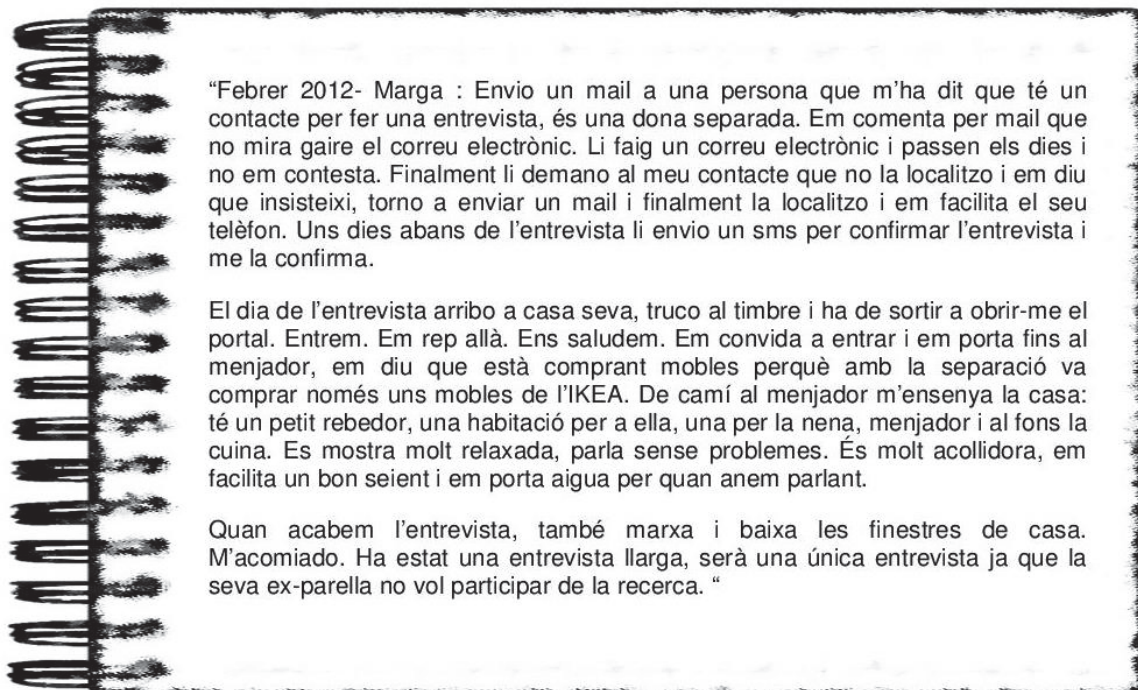 “Febrer 2012- Marga : Envio un mail a una persona que m’ha dit que té un
contacte per fer una entrevista, és una dona separada. Em comenta per mail que
no mira gaire el correu electrònic. Li faig un correu electrònic i passen els dies i
no em contesta. Finalment li demano al meu contacte que no la localitzo i em diu
que insisteixi, torno a enviar un mail i finalment la localitzo i em facilita el seu
telèfon. Uns dies abans de l’entrevista li envio un sms per confirmar l’entrevista i
me la confirma.
El dia de l’entrevista arribo a casa seva, truco al timbre i ha de sortir a obrir-me el
portal. Entrem. Em rep allà. Ens saludem. Em convida a entrar i em porta fins al
menjador, em diu que està comprant mobles perquè amb la separació va
comprar només uns mobles de l’IKEA. De camí al menjador m’ensenya la casa:
té un petit rebedor, una habitació per a ella, una per la nena, menjador i al fons la
cuina. Es mostra molt relaxada, parla sense problemes. És molt acollidora, em
facilita un bon seient i em porta aigua per quan anem parlant.
Quan acabem l’entrevista, també marxa i baixa les finestres de casa.
M’acomiado. Ha estat una entrevista llarga, serà una única entrevista ja que la
seva ex-parella no vol participar de la recerca. “